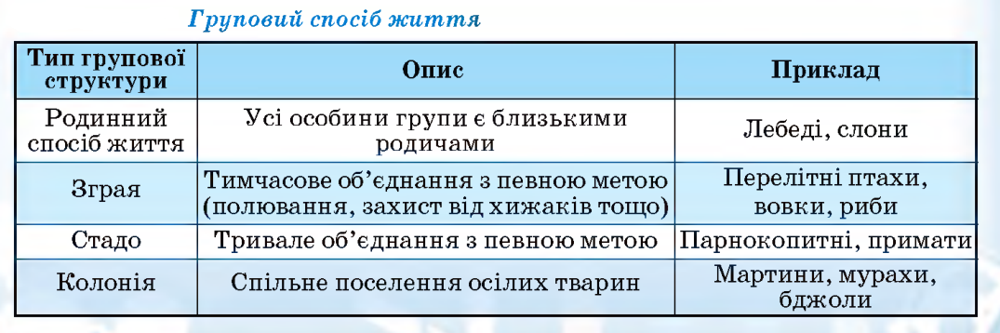 Груповий спосіб життя
Тип групової структури
Опис
Приклад
Родинний спосіб життя
Усі особини групи є близькими родичами
Лебеді, слони
Зграя
Тимчасове об’єднання з певною метою
(полювання, захист від хижаків тощо)
Перелітні птахи,
вовки, риби
Стадо
Тривале об’єднання з певною метою
Парнокопитні, примати
Колонія
Спільне поселення осілих тварин
Мартини, мурахи,
бджоли